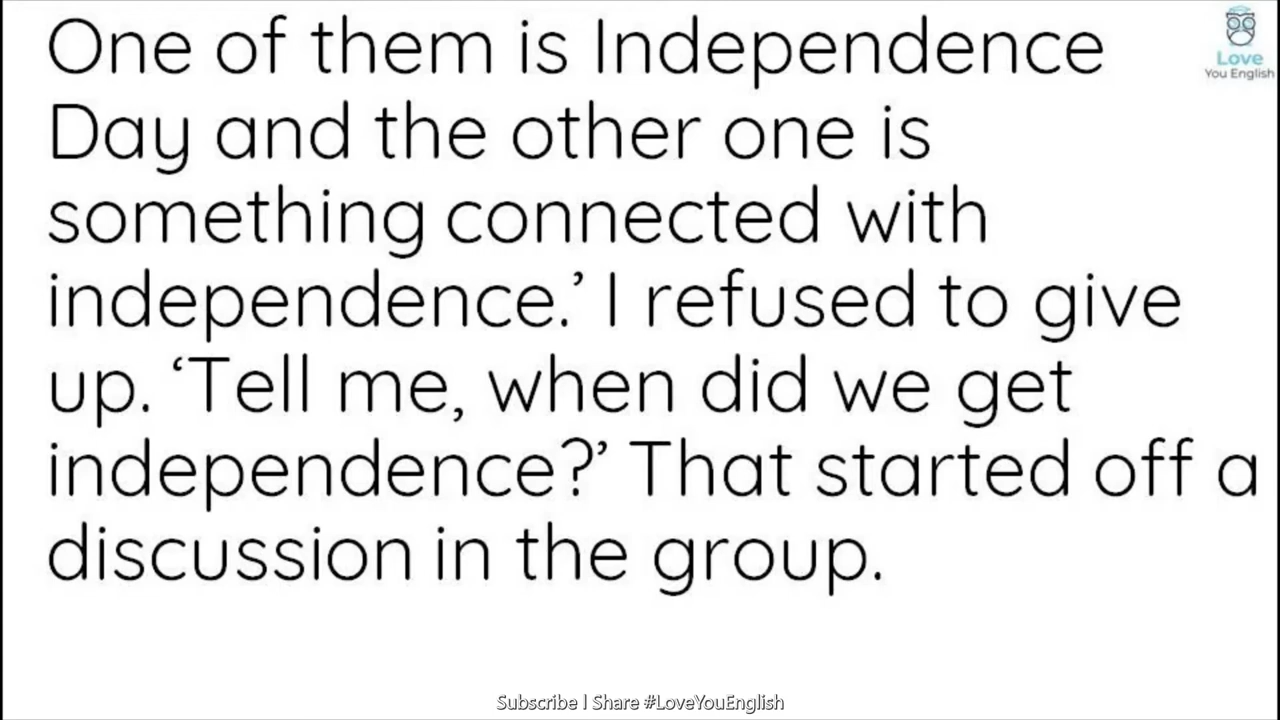 One of them is Independence
Day and the other one is
something connected with
independence.’ I refused to give
up. ‘Tell me, when did we get
independence?’ That started off a
discussion in the group.
Love
You English
Subscribe | Share #LoveYouEnglish